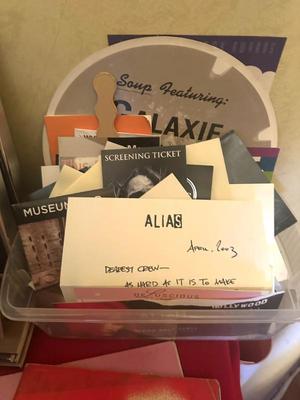 AWARDS
Soup Featuring:
GALAXIE
SCREENING TICKET
MUSEUM
ALIAS
APRIL 2003
DEAREST CREW—
AS HARD AS IT IS TO MAKE
HOLLYWOOD